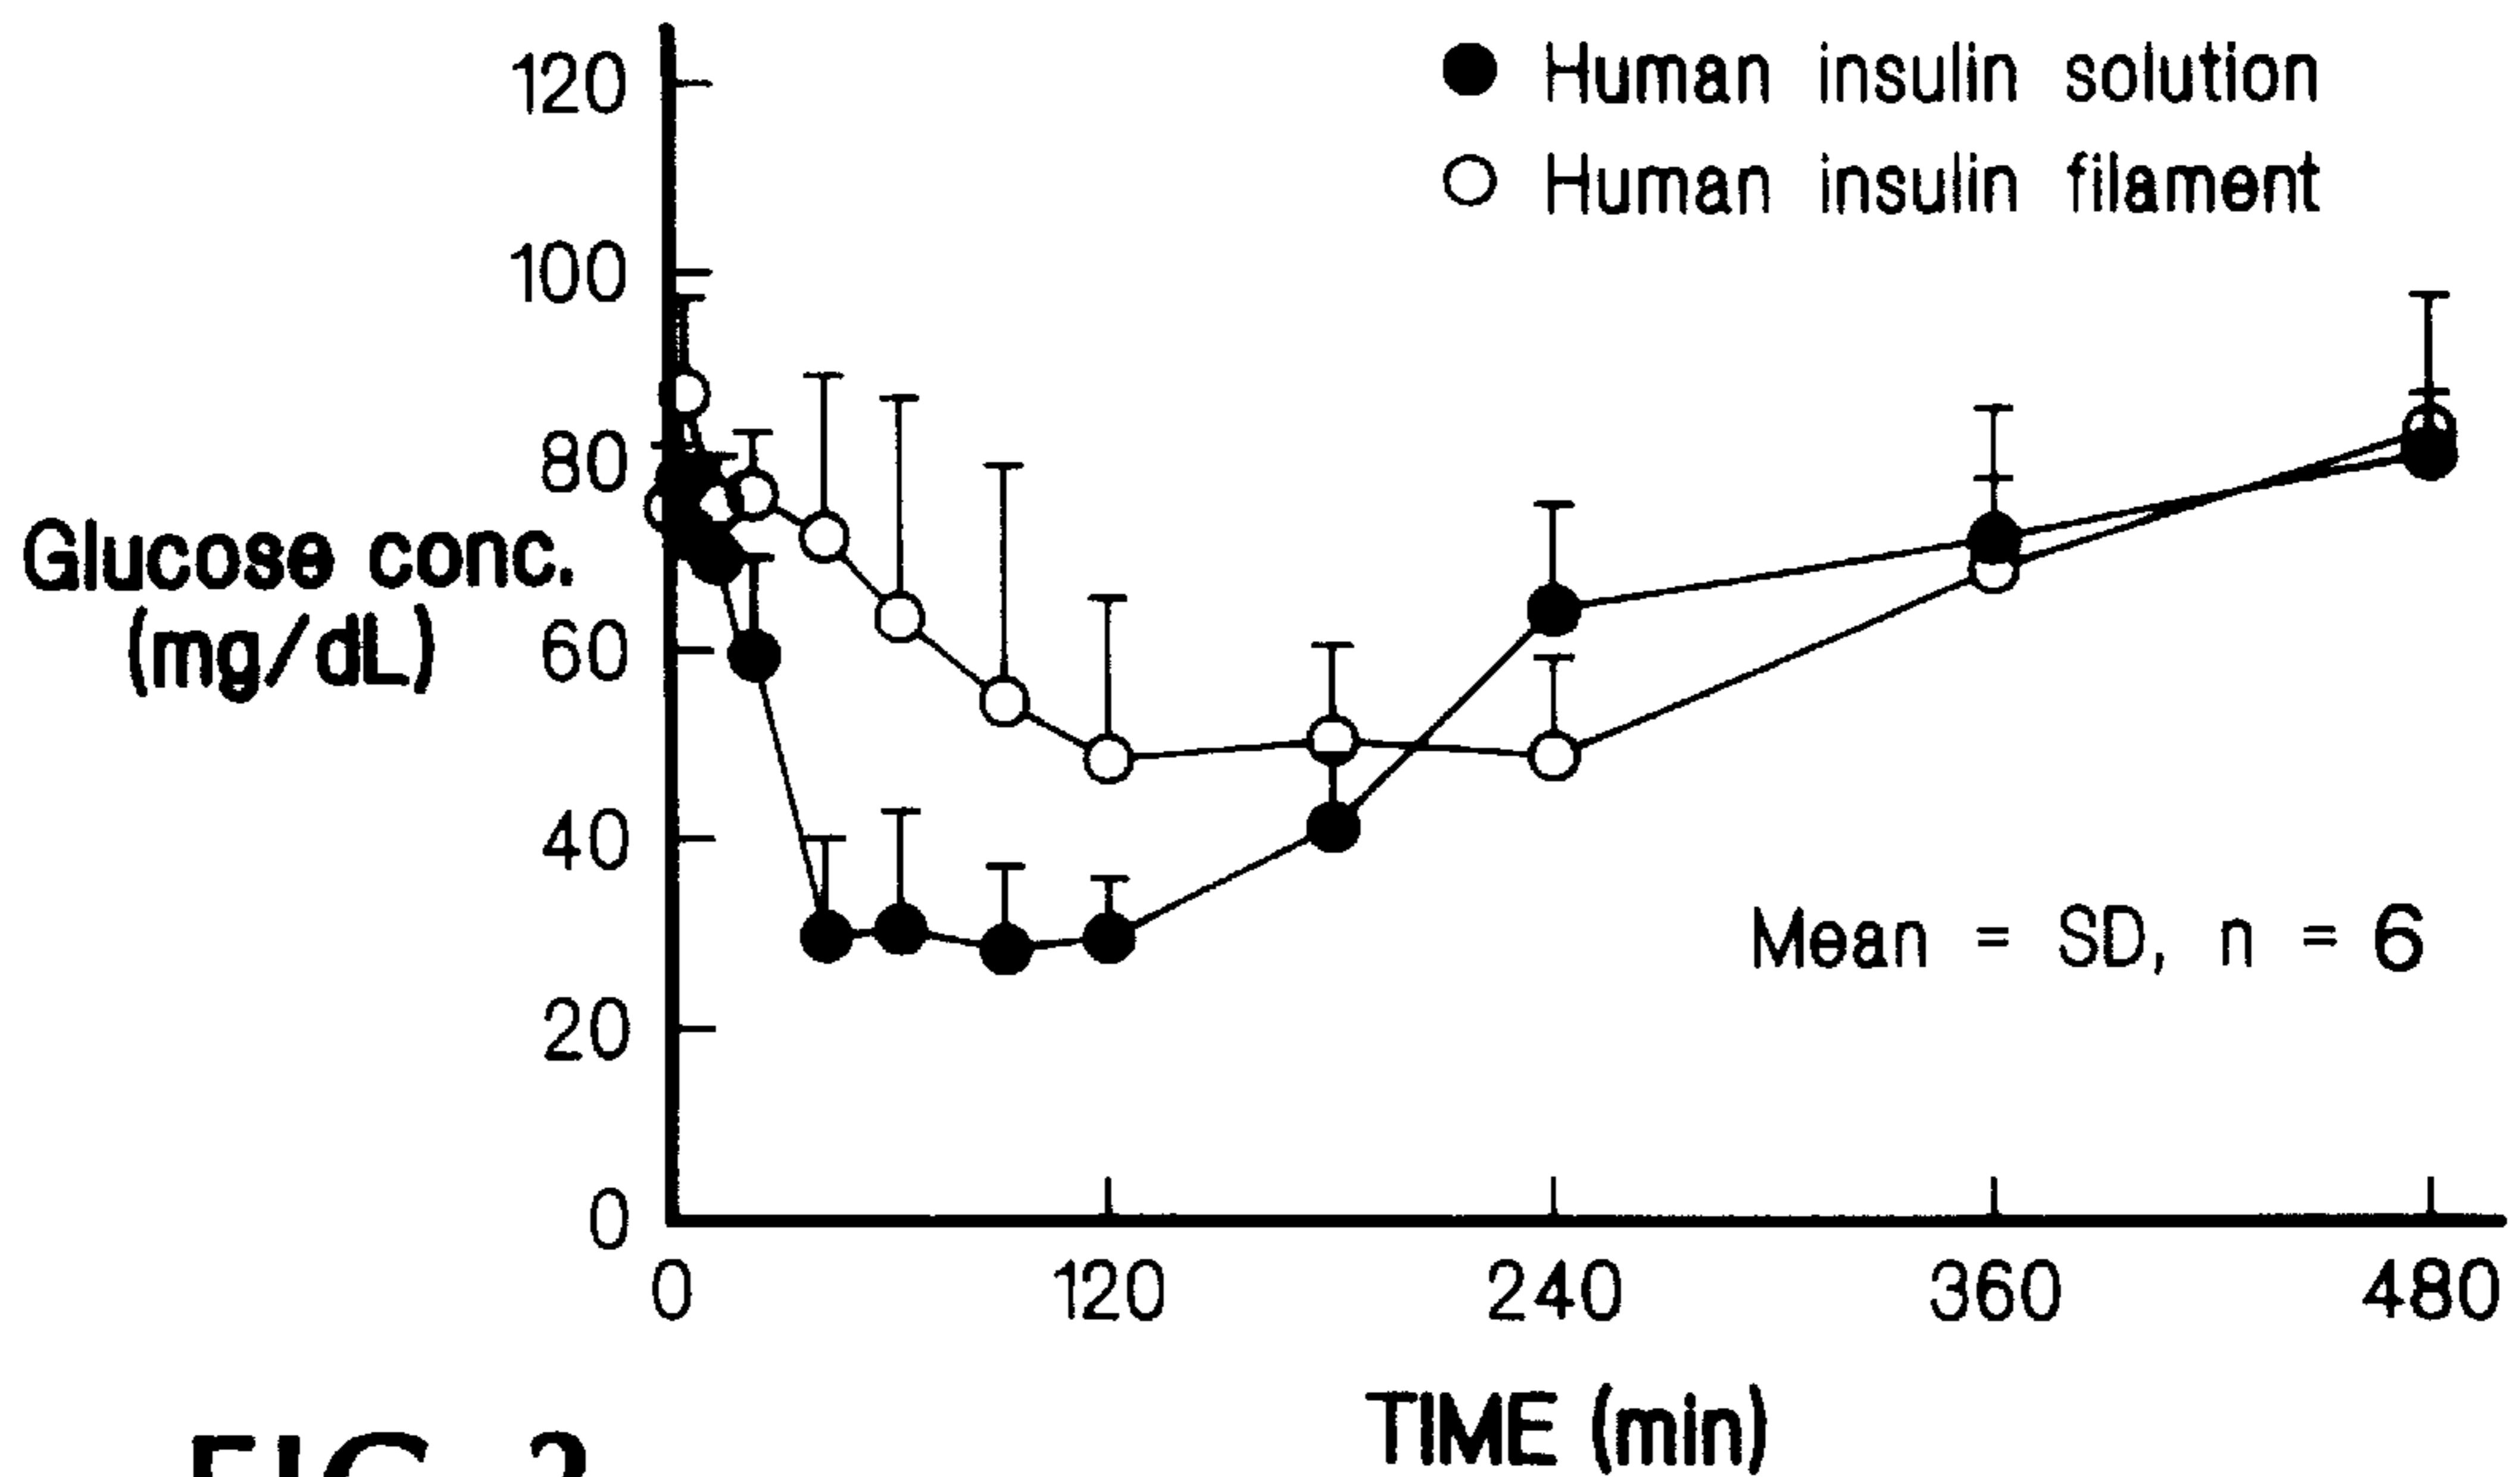 120
100
80
60
40
20
0
Glucose conc.
(mg/dL)
● Human insulin solution
○ Human insulin filament
Mean = SD, n = 6
0 120 240 360 480
TIME (min)